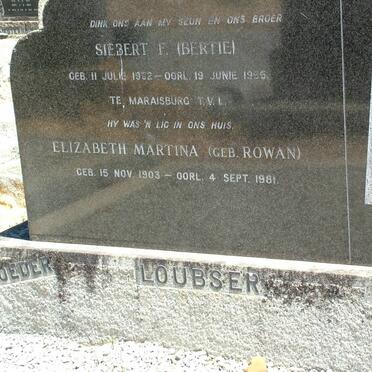 DINK ONS AAN MY SEUN EN ONS BROER
SIEBERT F. (BERTIE)
GEB. 11 JULIE 1932 — OORL. 19 JUNIE 1955.
TE, MARAISBURG T.V.L.
HY WAS 'N LIG IN ONS HUIS.
ELIZABETH MARTINA (GEB. ROWAN)
GEB. 15 NOV. 1903 — OORL. 4 SEPT. 1981.
LOUBSER